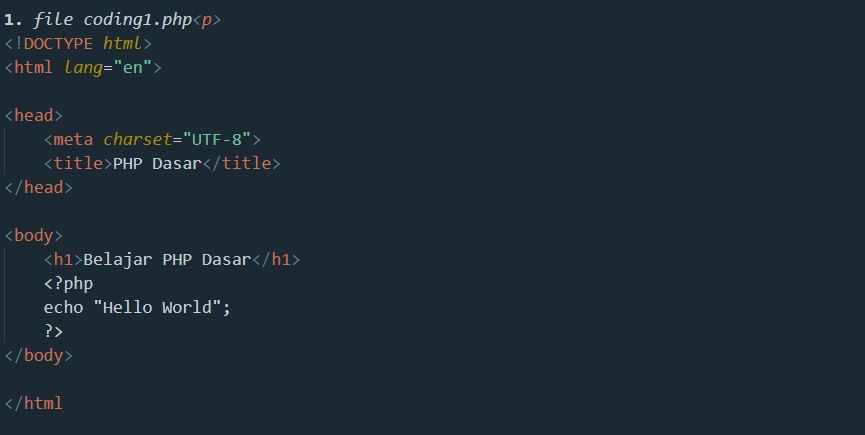 1. file coding1.php<p>
<!DOCTYPE html>
<html lang="en">
<head>
<meta charset="UTF-8">
<title>PHP Dasar</title>
</head>
<body>
<h1>Belajar PHP Dasar</h1>
<?php
echo "Hello World";
?>
</body>
</html